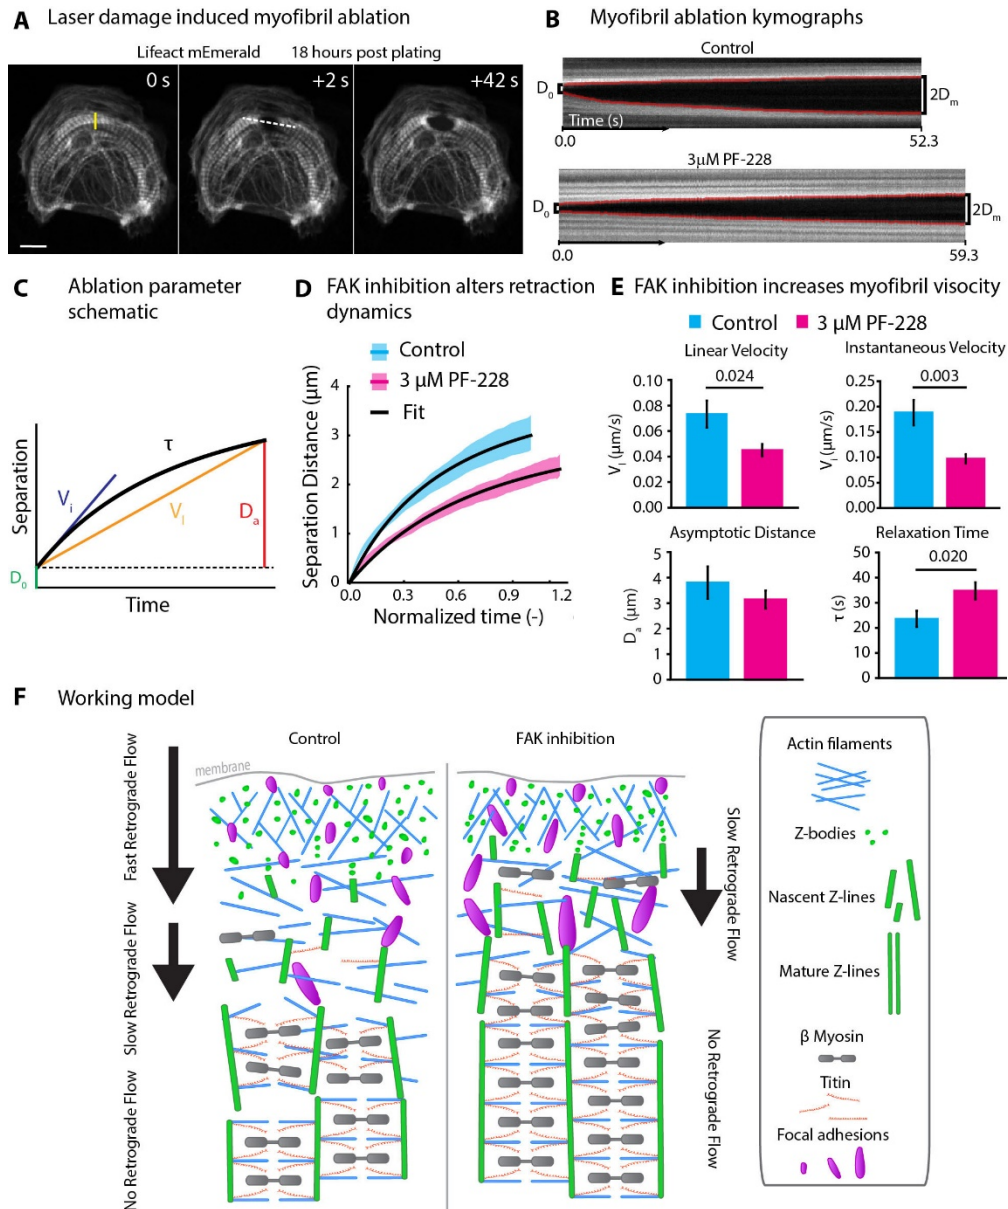 A Laser damage induced myofibril ablation
Lifeact mEmerald 18 hours post plating
0 s
+2 s
+42 s
B Myofibril ablation kymographs
Control
D₀
2Dₘ
Time (s)
0.0
52.3
3μM PF-228
D₀
2Dₘ
0.0
59.3
C Ablation parameter
schematic
Separation
Vᵢ
τ
Vₗ
Dₐ
D₀
Time
D FAK inhibition alters retraction
dynamics
Control
3 μM PF-228
Fit
Separation Distance (μm)
4
3
2
1
0
0.0 0.3 0.6 0.9 1.2
Normalized time (-)
E FAK inhibition increases myofibril visocity
Control 3 μM PF-228
Linear Velocity
0.024
Vₗ (μm/s)
0.10
0.08
0.06
0.04
0.02
0.00
Instantaneous Velocity
0.003
Vₗ (μm/s)
0.20
0.15
0.10
0.05
0.00
Asymptotic Distance
Dₐ (μm)
5
4
3
2
1
0
Relaxation Time
0.020
τ (s)
50
40
30
20
10
0
F Working model
Control
FAK inhibition
membrane
Fast Retrograde Flow
Slow Retrograde Flow
No Retrograde Flow
Slow Retrograde Flow
No Retrograde Flow
Actin filaments
Z-bodies
Nascent Z-lines
Mature Z-lines
β Myosin
Titin
Focal adhesions